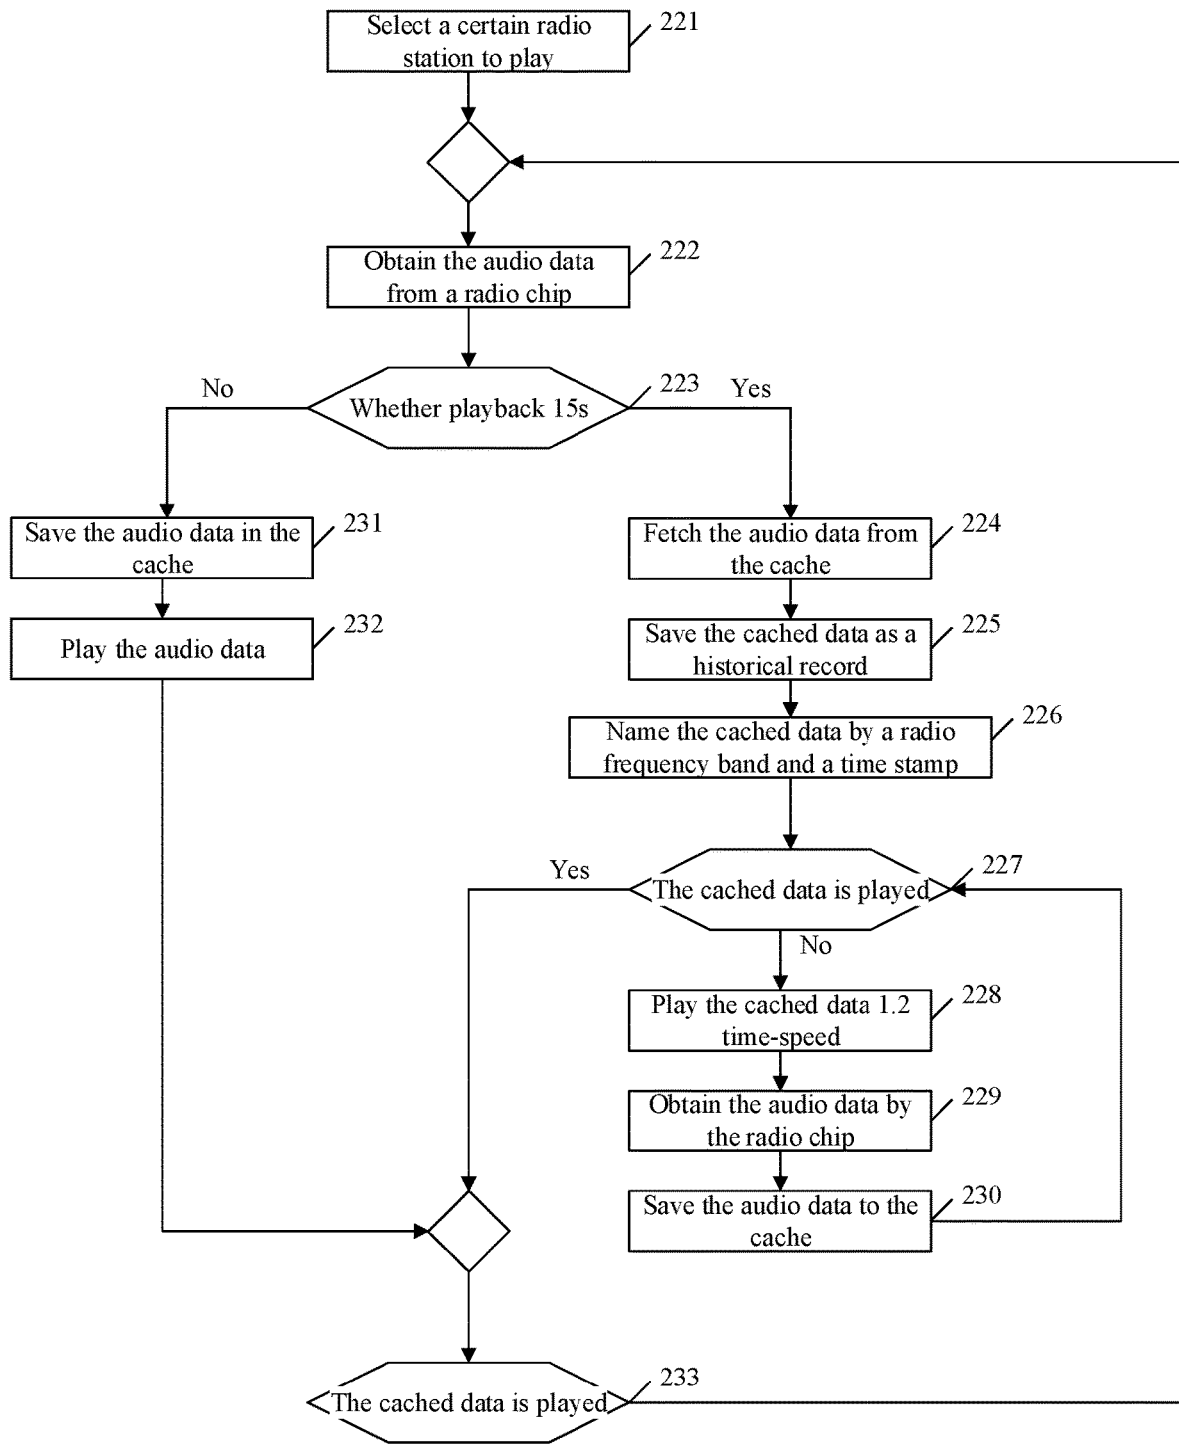 Select a certain radio
station to play
221
Obtain the audio data
from a radio chip
222
No
Whether playback 15s
223
Yes
Save the audio data in the
cache
231
Fetch the audio data from
the cache
224
Play the audio data
232
Save the cached data as a
historical record
225
Name the cached data by a radio
frequency band and a time stamp
226
Yes
The cached data is played
227
No
Play the cached data 1.2
time-speed
228
Obtain the audio data by
the radio chip
229
Save the audio data to the
cache
230
The cached data is played
233